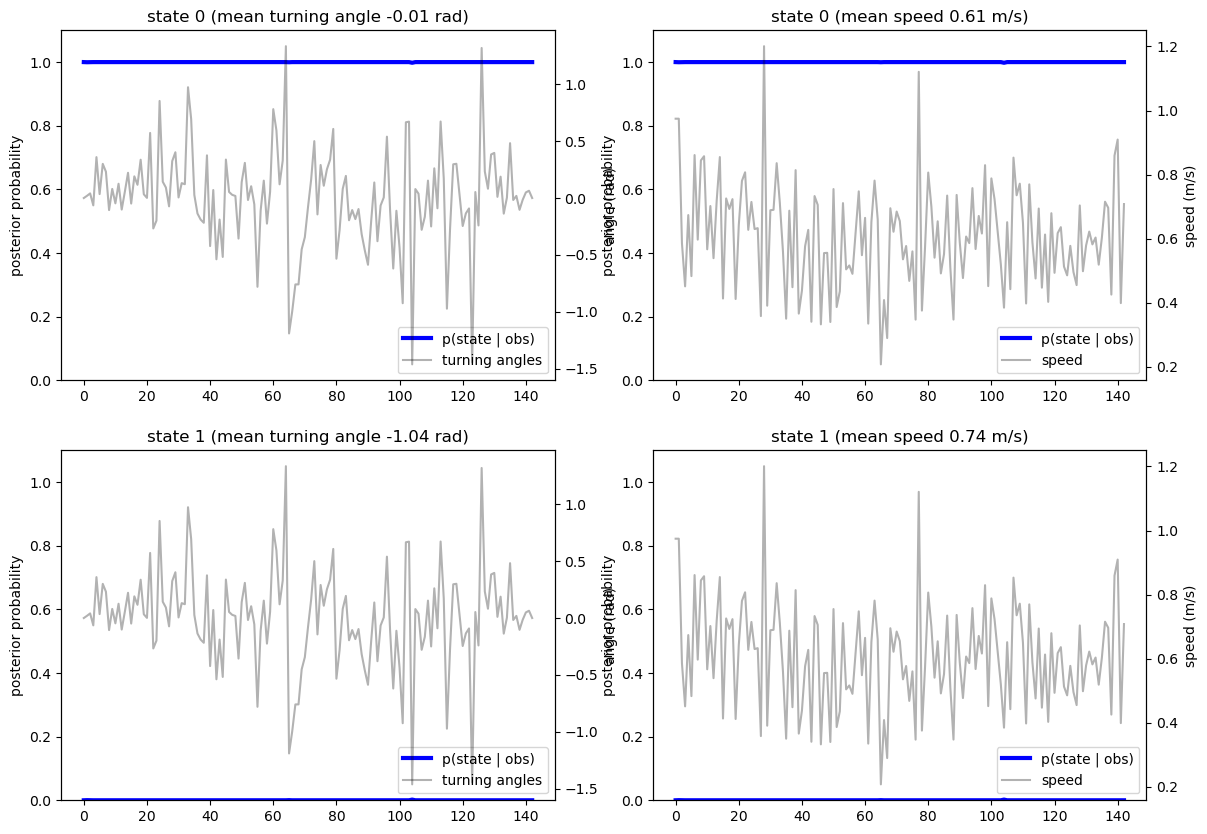 state 0 (mean turning angle -0.01 rad)
1.0
0.8
0.6
0.4
0.2
0.0
posterior probability
1.0
0.5
0.0
−0.5
−1.0
−1.5
angle (rad)
0 20 40 60 80 100 120 140
p(state | obs)
turning angles
state 0 (mean speed 0.61 m/s)
1.0
0.8
0.6
0.4
0.2
0.0
posterior probability
1.2
1.0
0.8
0.6
0.4
0.2
speed (m/s)
0 20 40 60 80 100 120 140
p(state | obs)
speed
state 1 (mean turning angle -1.04 rad)
1.0
0.8
0.6
0.4
0.2
0.0
posterior probability
1.0
0.5
0.0
−0.5
−1.0
−1.5
angle (rad)
0 20 40 60 80 100 120 140
p(state | obs)
turning angles
state 1 (mean speed 0.74 m/s)
1.0
0.8
0.6
0.4
0.2
0.0
posterior probability
1.2
1.0
0.8
0.6
0.4
0.2
speed (m/s)
0 20 40 60 80 100 120 140
p(state | obs)
speed